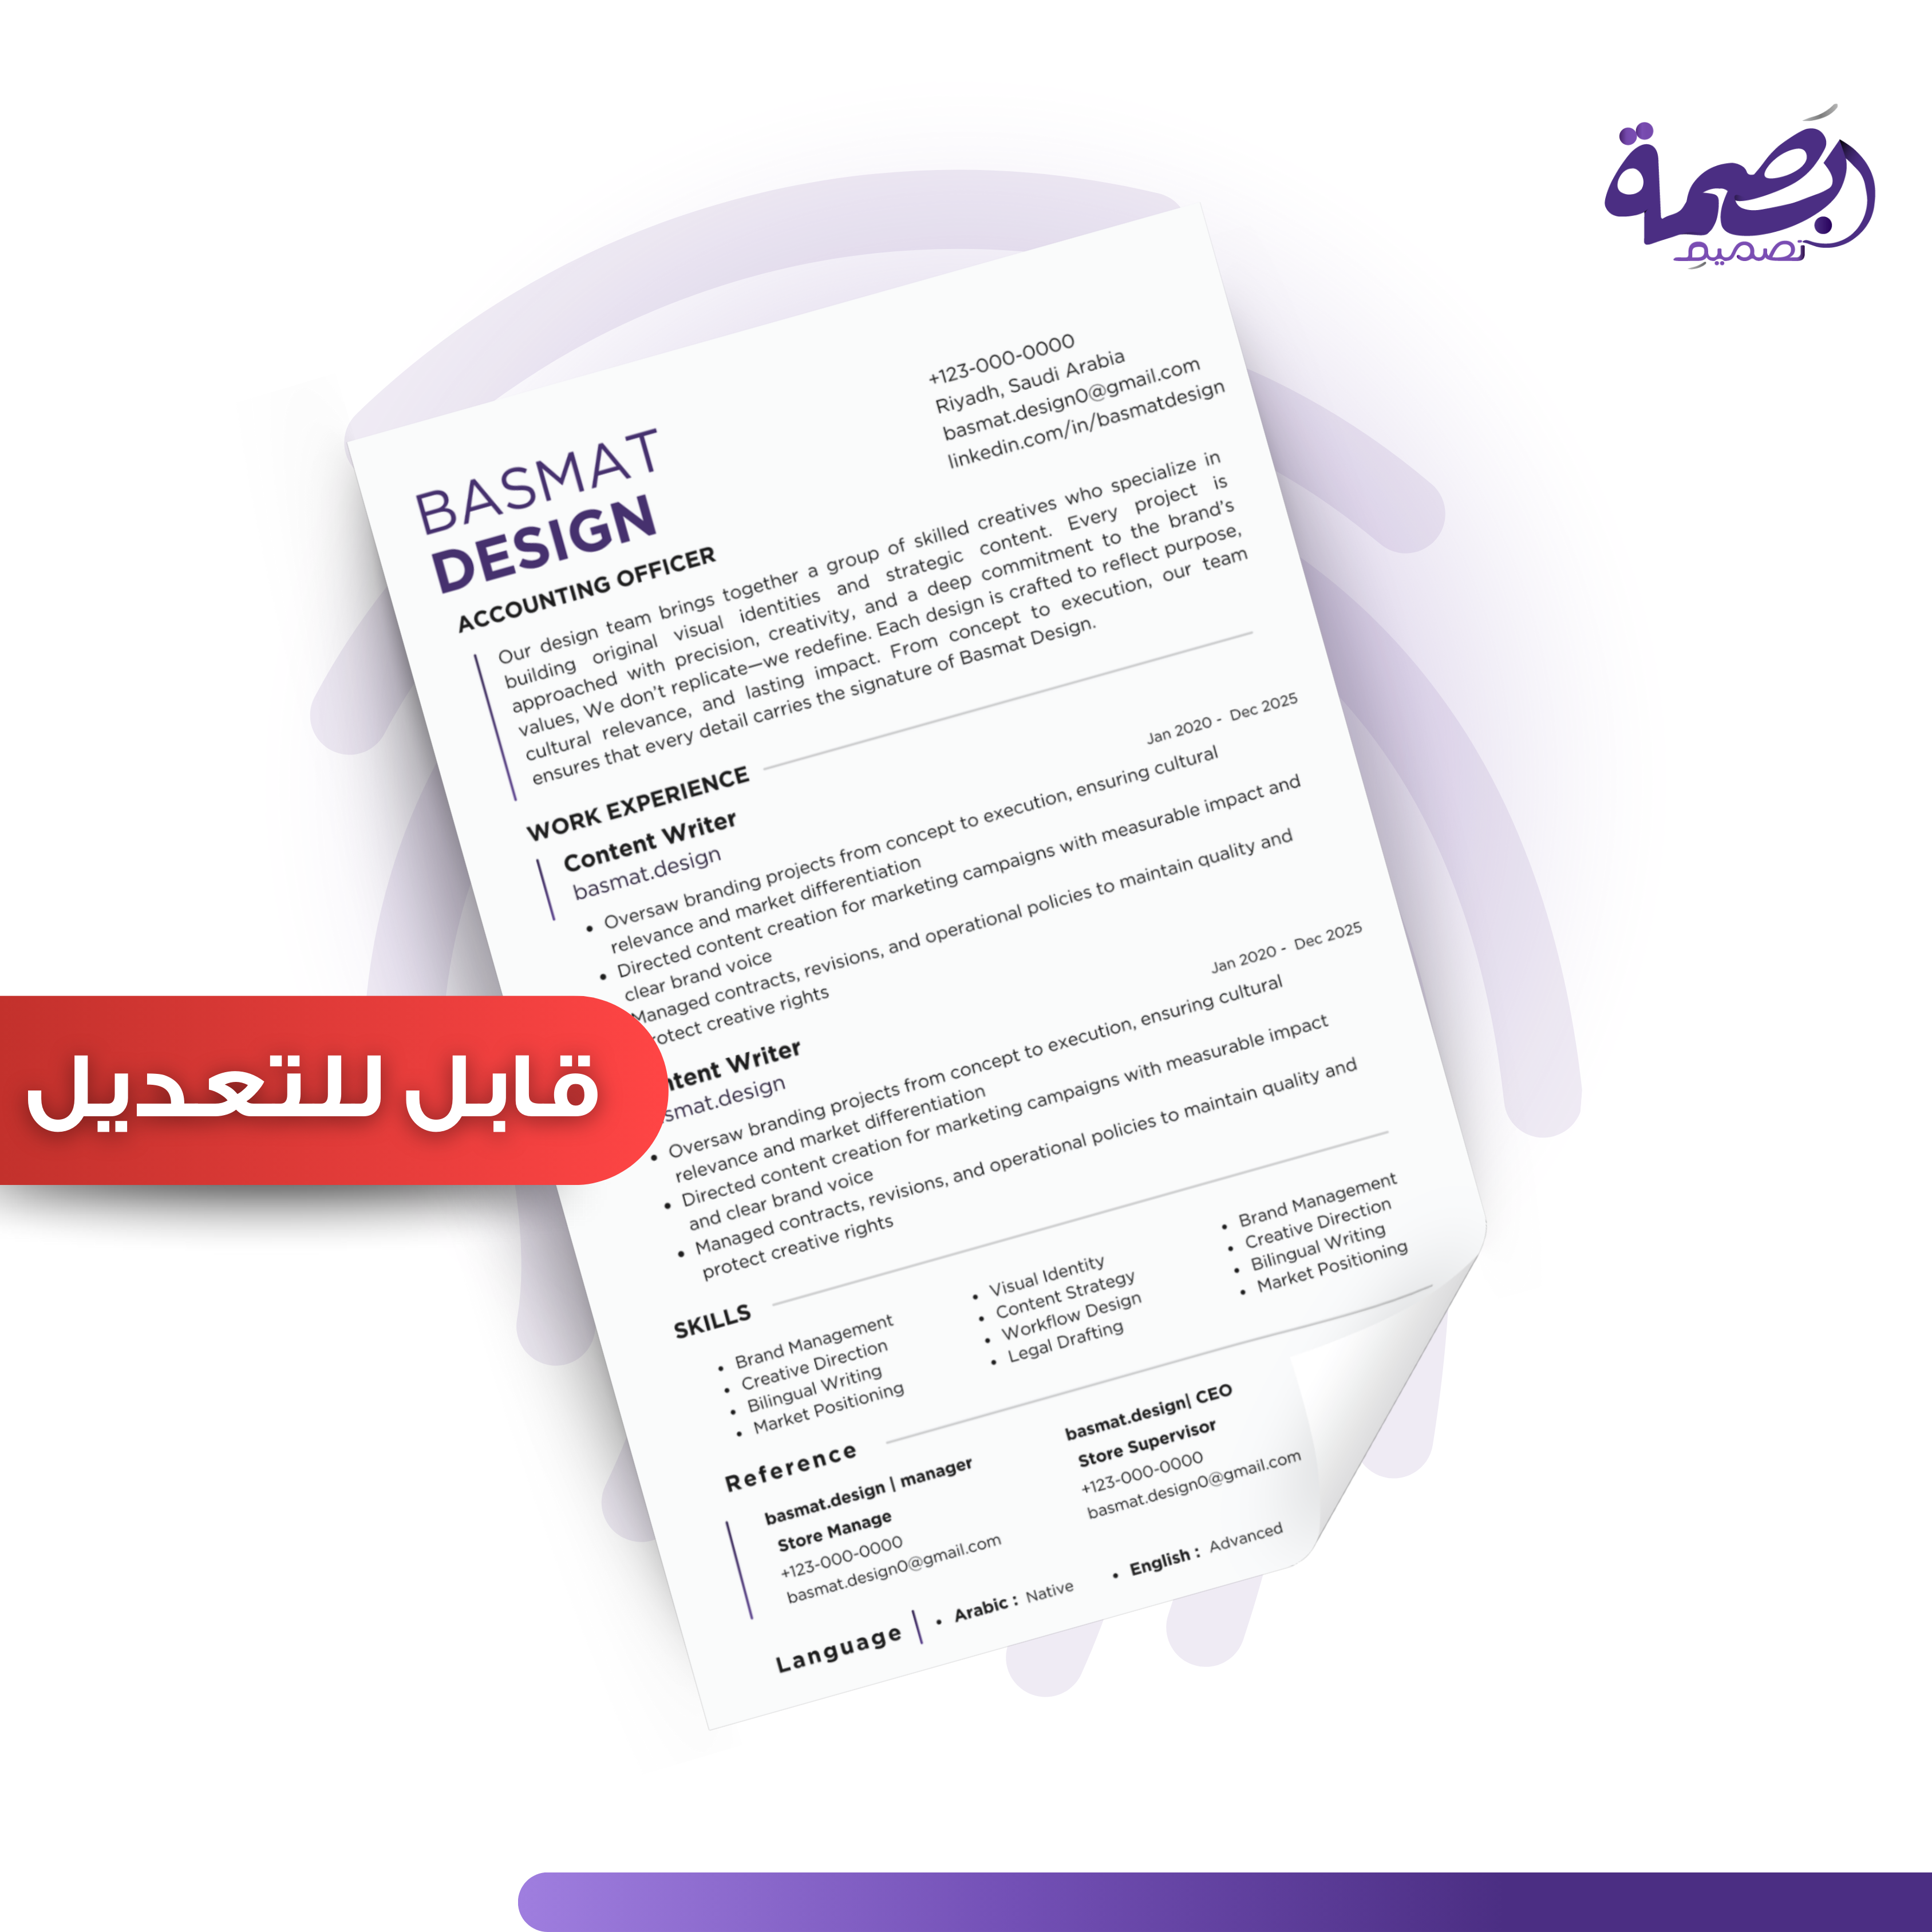 بصمة
تصميم
+123-000-0000
Riyadh, Saudi Arabia
basmat.design0@gmail.com
linkedin.com/in/basmatdesign
BASMAT
DESIGN
ACCOUNTING OFFICER
Our design team brings together a group of skilled creatives who specialize in
building original visual identities and strategic content. Every project is
approached with precision, creativity, and a deep commitment to the brand's
values, We don't replicate—we redefine. Each design is crafted to reflect purpose,
cultural relevance, and lasting impact. From concept to execution, our team
ensures that every detail carries the signature of Basmat Design.
WORK EXPERIENCE
Content Writer
Jan 2020 - Dec 2025
basmat.design
• Oversaw branding projects from concept to execution, ensuring cultural
relevance and market differentiation
• Directed content creation for marketing campaigns with measurable impact and
clear brand voice
Managed contracts, revisions, and operational policies to maintain quality and
rotect creative rights
ntent Writer
Jan 2020 - Dec 2025
smat.design
• Oversaw branding projects from concept to execution, ensuring cultural
relevance and market differentiation
• Directed content creation for marketing campaigns with measurable impact
and clear brand voice
• Managed contracts, revisions, and operational policies to maintain quality and
protect creative rights
قابل للتعديل
SKILLS
• Brand Management
• Creative Direction
• Bilingual Writing
• Market Positioning
• Visual Identity
• Content Strategy
• Workflow Design
• Legal Drafting
• Brand Management
• Creative Direction
• Bilingual Writing
• Market Positioning
Reference
basmat.design | manager
Store Manage
+123-000-0000
basmat.design0@gmail.com
basmat.design| CEO
Store Supervisor
+123-000-0000
basmat.design0@gmail.com
Language
• Arabic : Native
• English : Advanced